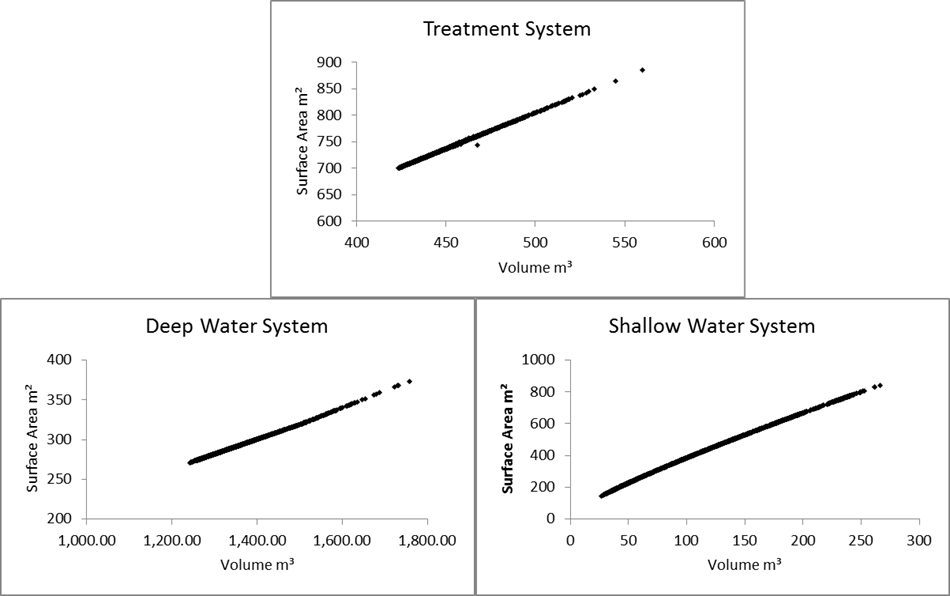 Treatment System
Surface Area m²
900
850
800
750
700
650
600
400 450 500 550 600
Volume m³
Deep Water System
Surface Area m²
400
350
300
250
200
1,000.00 1,200.00 1,400.00 1,600.00 1,800.00
Volume m³
Shallow Water System
Surface Area m²
1000
800
600
400
200
0
0 50 100 150 200 250 300
Volume m³